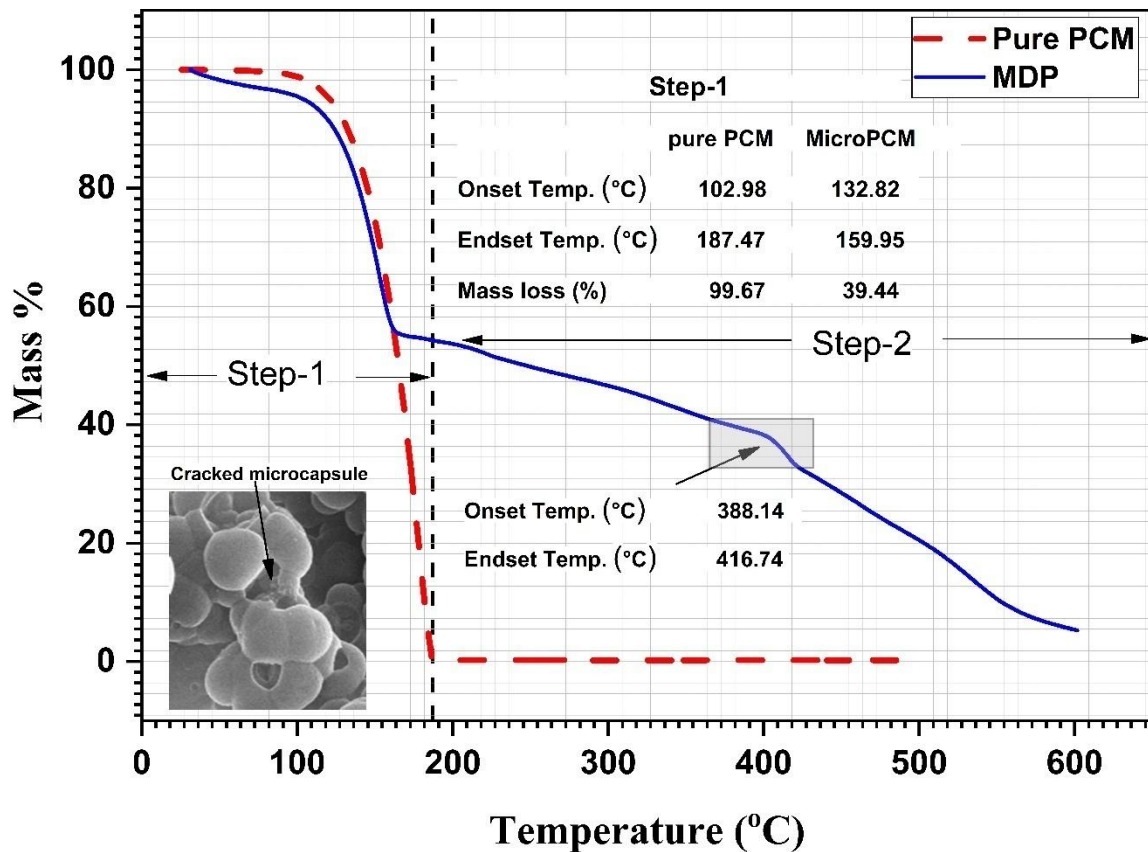 Pure PCM
MDP
Step-1
pure PCM MicroPCM
Onset Temp. (°C) 102.98 132.82
Endset Temp. (°C) 187.47 159.95
Mass loss (%) 99.67 39.44
Step-1
Step-2
Cracked microcapsule
Onset Temp. (°C) 388.14
Endset Temp. (°C) 416.74
Mass %
100
80
60
40
20
0
0 100 200 300 400 500 600
Temperature (°C)